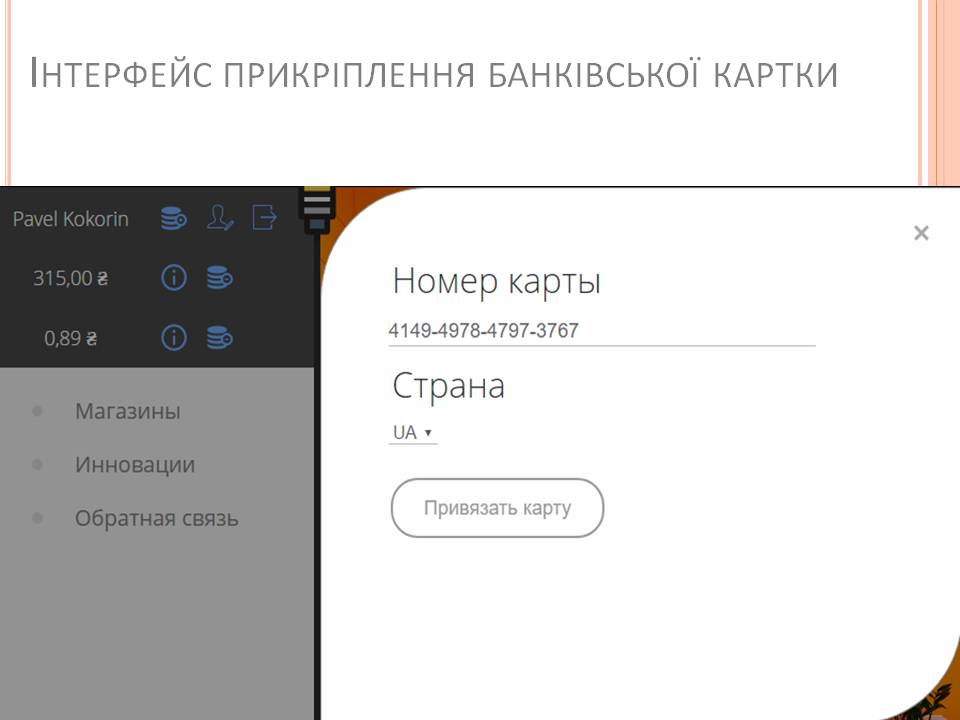 Інтерфейс прикріплення банківської картки
Pavel Kokorin
315,00 ₴
0,89 ₴
Магазины
Инновации
Обратная связь
×
Номер карты
4149-4978-4797-3767
Страна
UA ▾
Привязать карту